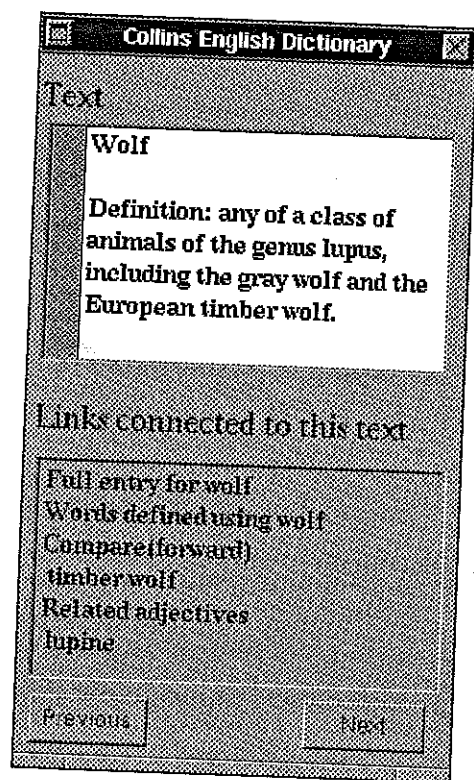 Collins English Dictionary
Text
Wolf
Definition: any of a class of
animals of the genus lupus,
including the gray wolf and the
European timber wolf.
Links connected to this text
Full entry for wolf
Words defined using wolf
Compare(forward)
timber wolf
Related adjectives
lupine
Previous
Next